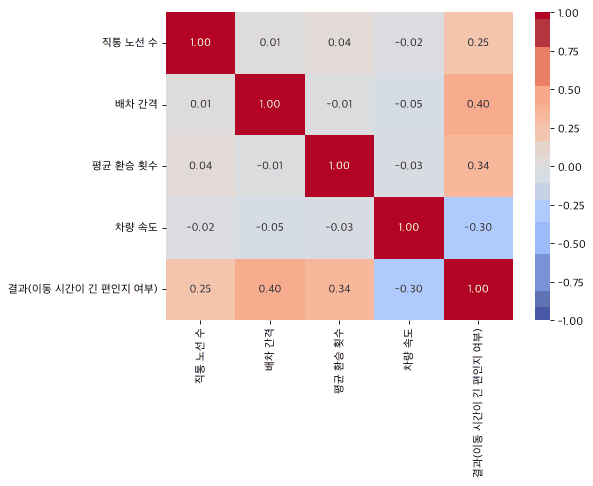 직통 노선 수 1.00 0.01 0.04 -0.02 0.25
배차 간격 0.01 1.00 -0.01 -0.05 0.40
평균 환승 횟수 0.04 -0.01 1.00 -0.03 0.34
차량 속도 -0.02 -0.05 -0.03 1.00 -0.30
결과(이동 시간이 긴 편인지 여부) 0.25 0.40 0.34 -0.30 1.00
직통 노선 수
배차 간격
평균 환승 횟수
차량 속도
결과(이동 시간이 긴 편인지 여부)
1.00
0.75
0.50
0.25
0.00
-0.25
-0.50
-0.75
-1.00